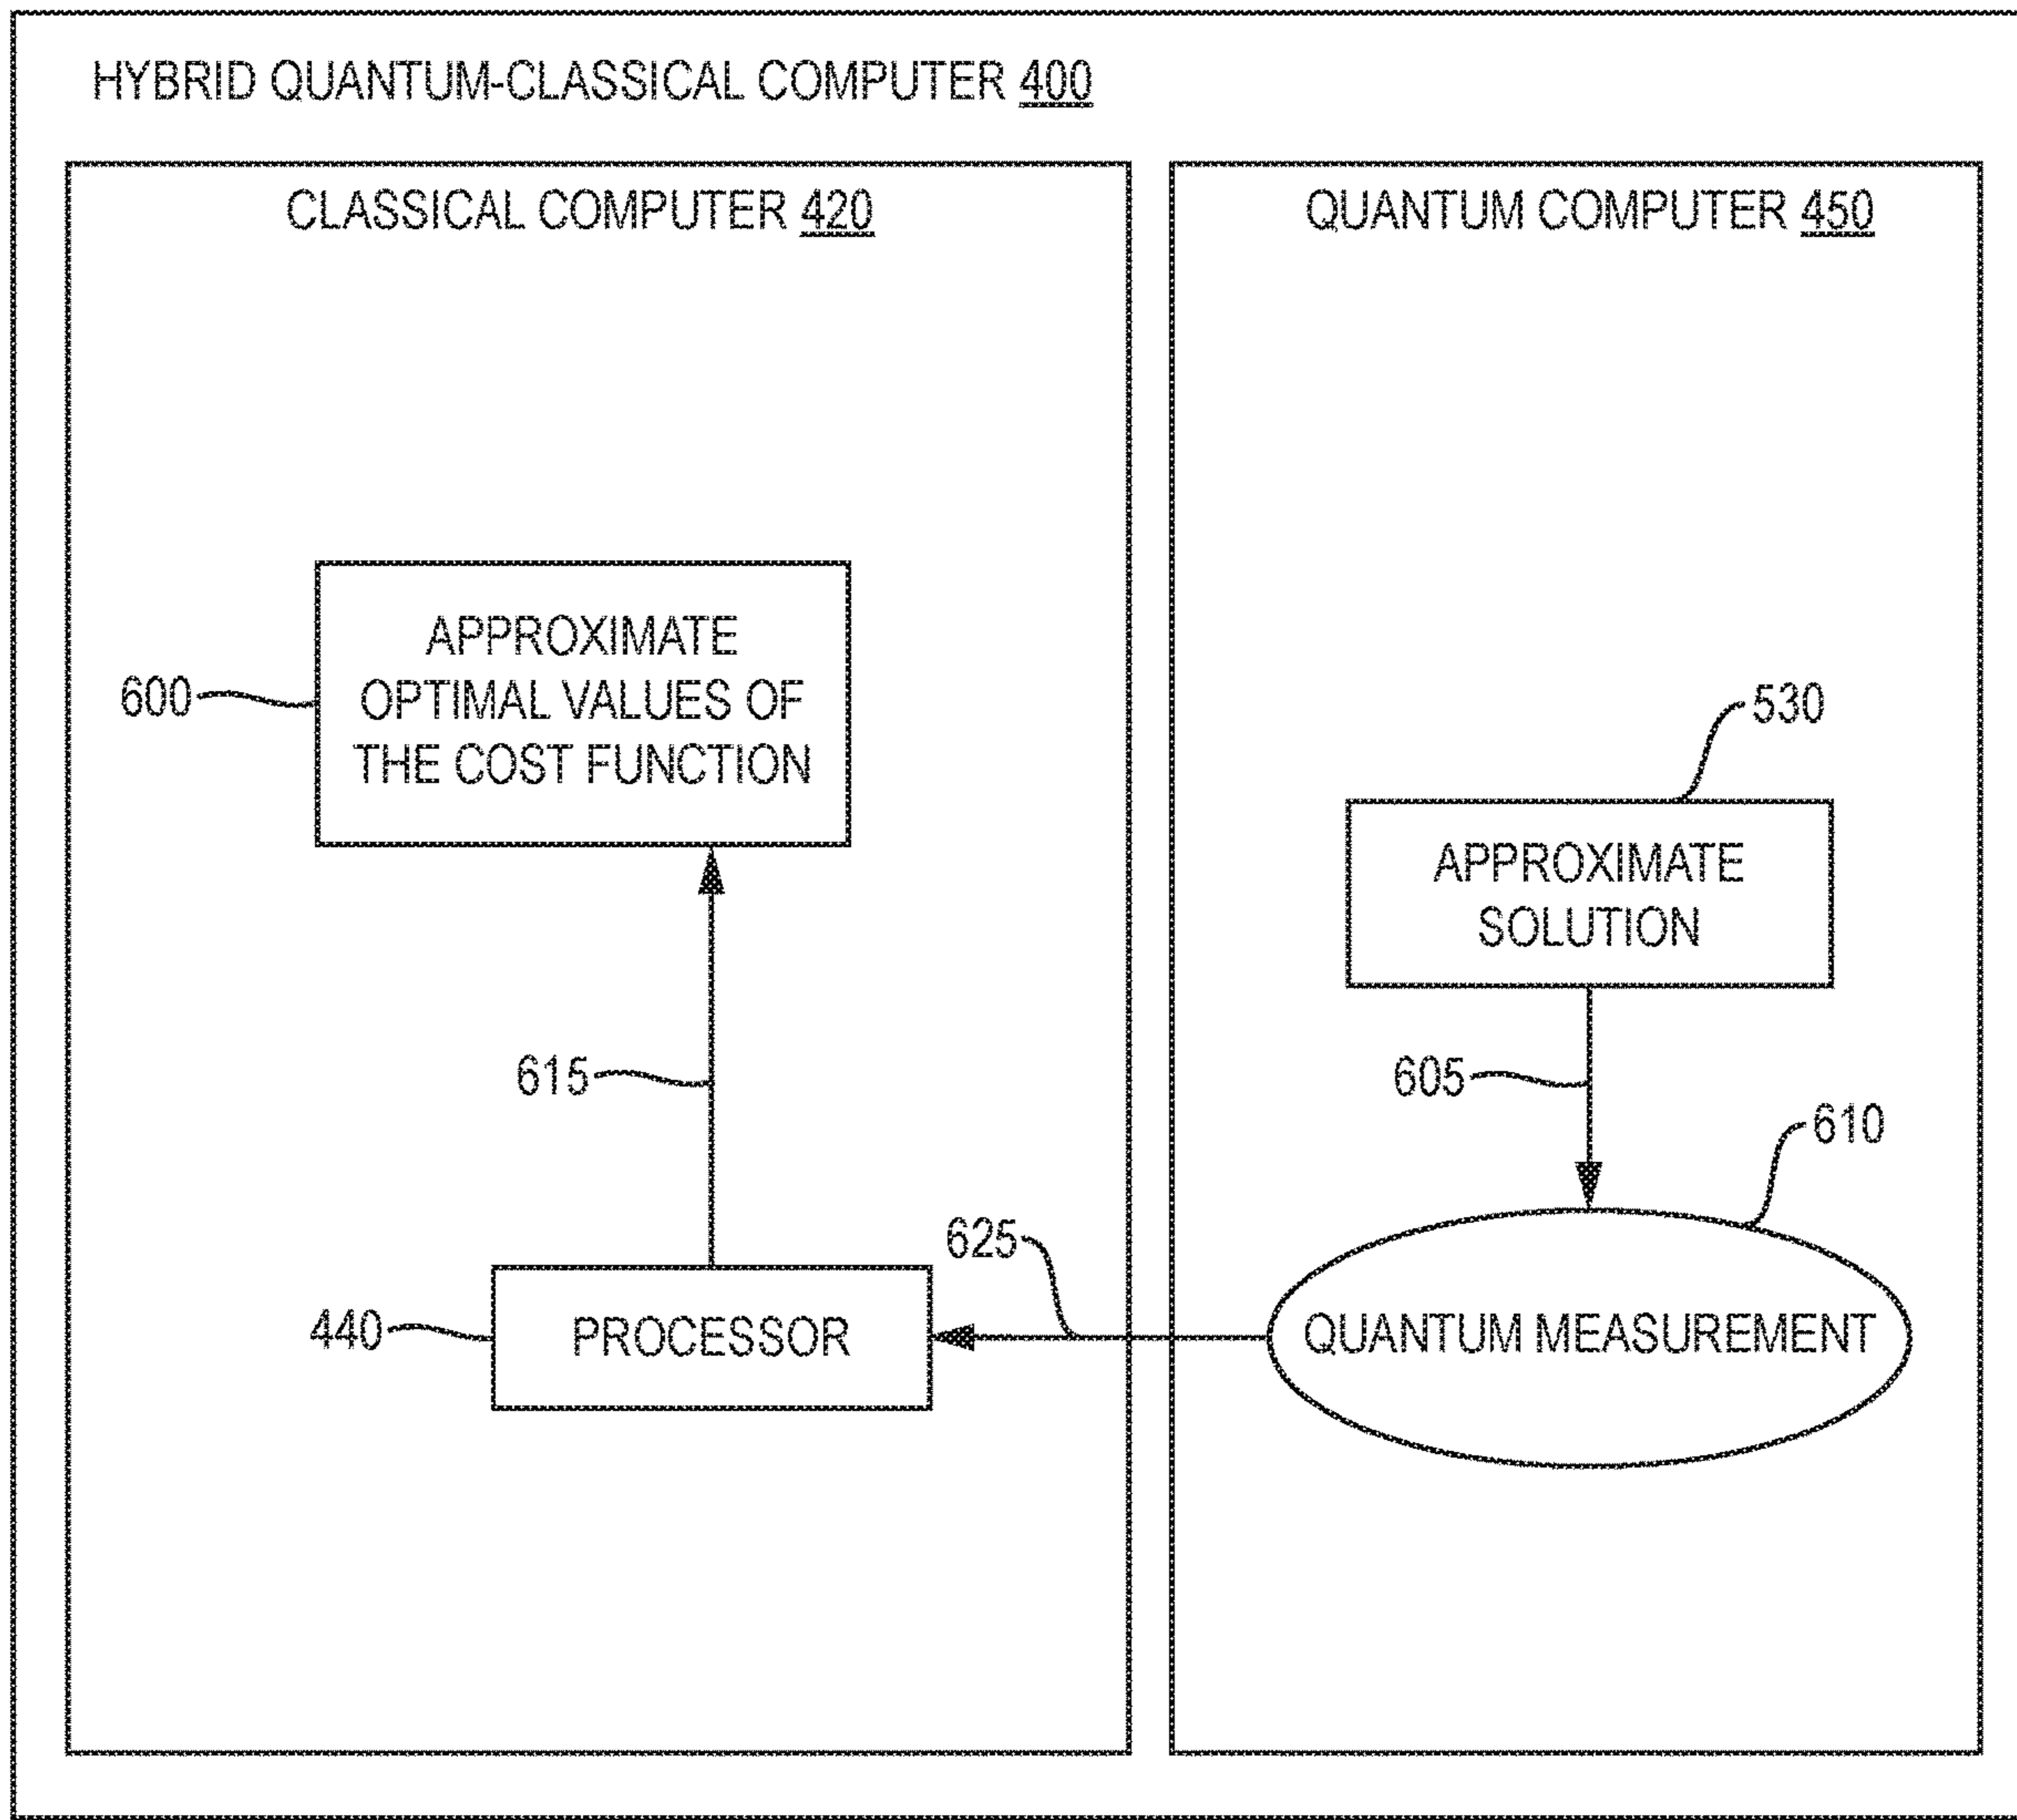 HYBRID QUANTUM-CLASSICAL COMPUTER 400
CLASSICAL COMPUTER 420
QUANTUM COMPUTER 450
APPROXIMATE
OPTIMAL VALUES OF
THE COST FUNCTION
600
530
APPROXIMATE
SOLUTION
615
605
610
625
440
PROCESSOR
QUANTUM MEASUREMENT